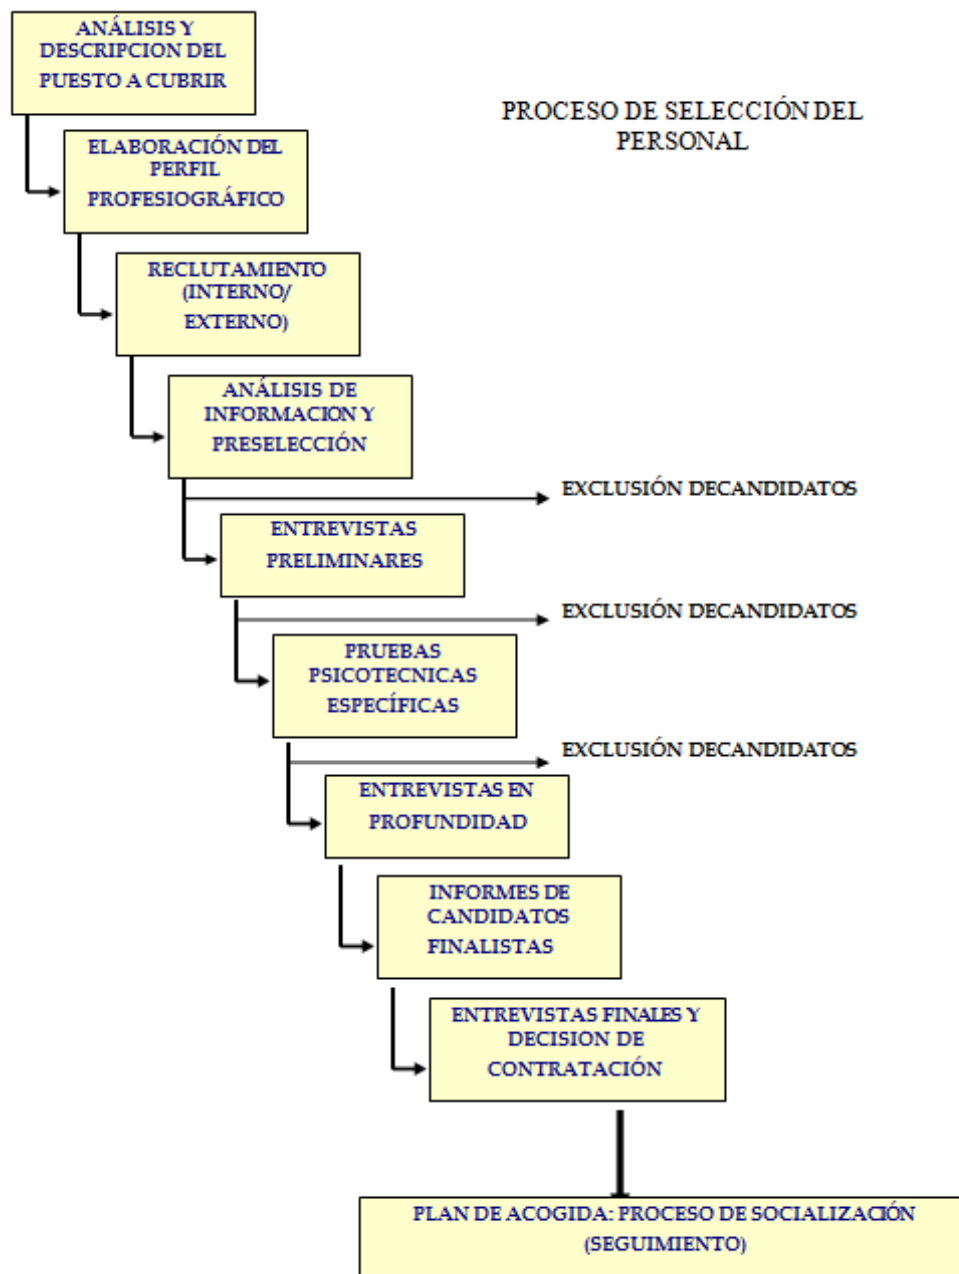 ANÁLISIS Y
DESCRIPCION DEL
PUESTO A CUBRIR
PROCESO DE SELECCIÓN DEL
PERSONAL
ELABORACIÓN DEL
PERFIL
PROFESIOGRÁFICO
RECLUTAMIENTO
(INTERNO/
EXTERNO)
ANÁLISIS DE
INFORMACIÓN Y
PRESELECCIÓN
EXCLUSIÓN DECANDIDATOS
ENTREVISTAS
PRELIMINARES
EXCLUSIÓN DECANDIDATOS
PRUEBAS
PSICOTECNICAS
ESPECÍFICAS
EXCLUSIÓN DECANDIDATOS
ENTREVISTAS EN
PROFUNDIDAD
INFORMES DE
CANDIDATOS
FINALISTAS
ENTREVISTAS FINALES Y
DECISIÓN DE
CONTRATACIÓN
PLAN DE ACOGIDA: PROCESO DE SOCIALIZACIÓN
(SEGUIMIENTO)